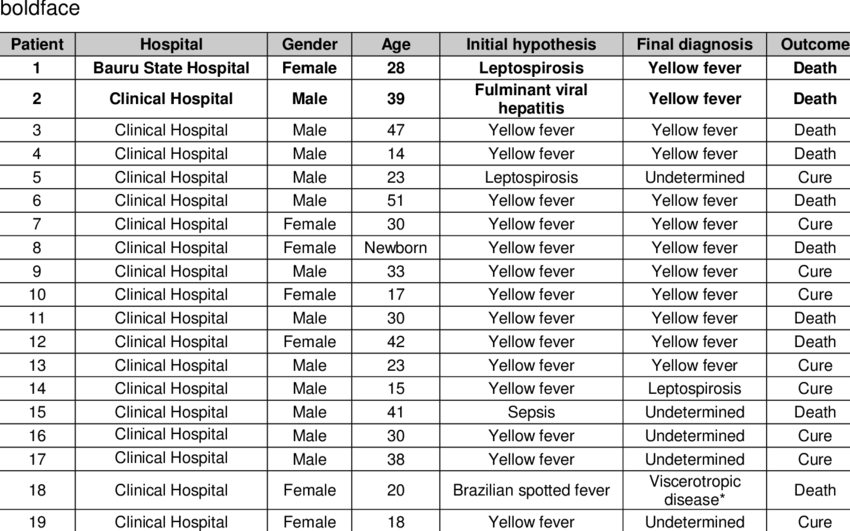 boldface
Patient Hospital Gender Age Initial hypothesis Final diagnosis Outcome
1 Bauru State Hospital Female 28 Leptospirosis Yellow fever Death
2 Clinical Hospital Male 39 Fulminant viral hepatitis Yellow fever Death
3 Clinical Hospital Male 47 Yellow fever Yellow fever Death
4 Clinical Hospital Male 14 Yellow fever Yellow fever Death
5 Clinical Hospital Male 23 Leptospirosis Undetermined Cure
6 Clinical Hospital Male 51 Yellow fever Yellow fever Death
7 Clinical Hospital Female 30 Yellow fever Yellow fever Cure
8 Clinical Hospital Female Newborn Yellow fever Yellow fever Death
9 Clinical Hospital Male 33 Yellow fever Yellow fever Cure
10 Clinical Hospital Female 17 Yellow fever Yellow fever Cure
11 Clinical Hospital Male 30 Yellow fever Yellow fever Death
12 Clinical Hospital Female 42 Yellow fever Yellow fever Death
13 Clinical Hospital Male 23 Yellow fever Yellow fever Cure
14 Clinical Hospital Male 15 Yellow fever Leptospirosis Cure
15 Clinical Hospital Male 41 Sepsis Undetermined Death
16 Clinical Hospital Male 30 Yellow fever Undetermined Cure
17 Clinical Hospital Male 38 Yellow fever Undetermined Cure
18 Clinical Hospital Female 20 Brazilian spotted fever Viscerotropic disease* Death
19 Clinical Hospital Female 18 Yellow fever Undetermined Cure